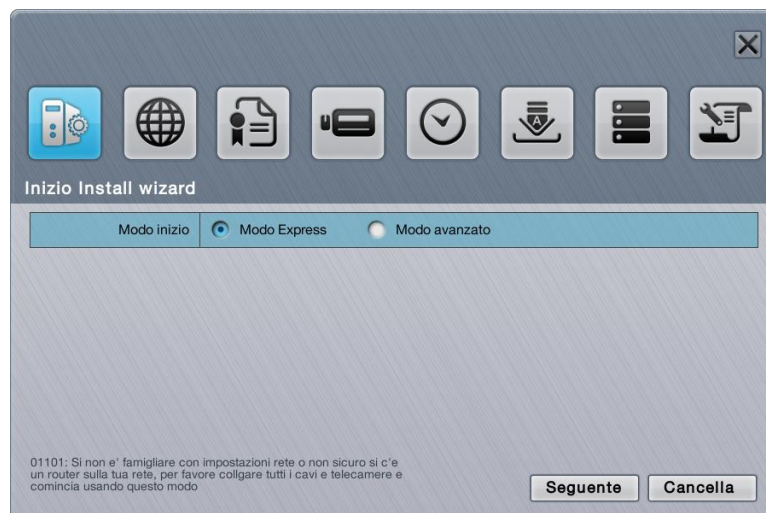 Inizio Install wizard
Modo inizio Modo Express Modo avanzato
01101: Si non e' famigliare con impostazioni rete o non sicuro si c'e
un router sulla tua rete, per favore collgare tutti i cavi e telecamere e
comincia usando questo modo
Seguente Cancella